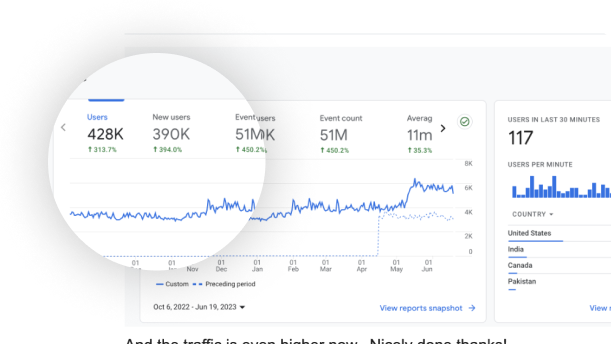 Users New users Event users Event count Averag
428K 390K 51M K 51M 11m
↑ 313.7% ↑ 394.0% ↑ 450.2% ↑ 450.2% ↑ 35.3%
8K
6K
4K
2K
0
01 01 01 01 01 01 01 01 01
Nov Dec Jan Feb Mar Apr May Jun
Custom Preceding period
Oct 6, 2022 - Jun 19, 2023
View reports snapshot →
USERS IN LAST 30 MINUTES
117
USERS PER MINUTE
COUNTRY
United States
India
Canada
Pakistan
View
And the traffic is even higher now. Nicely done thanks!